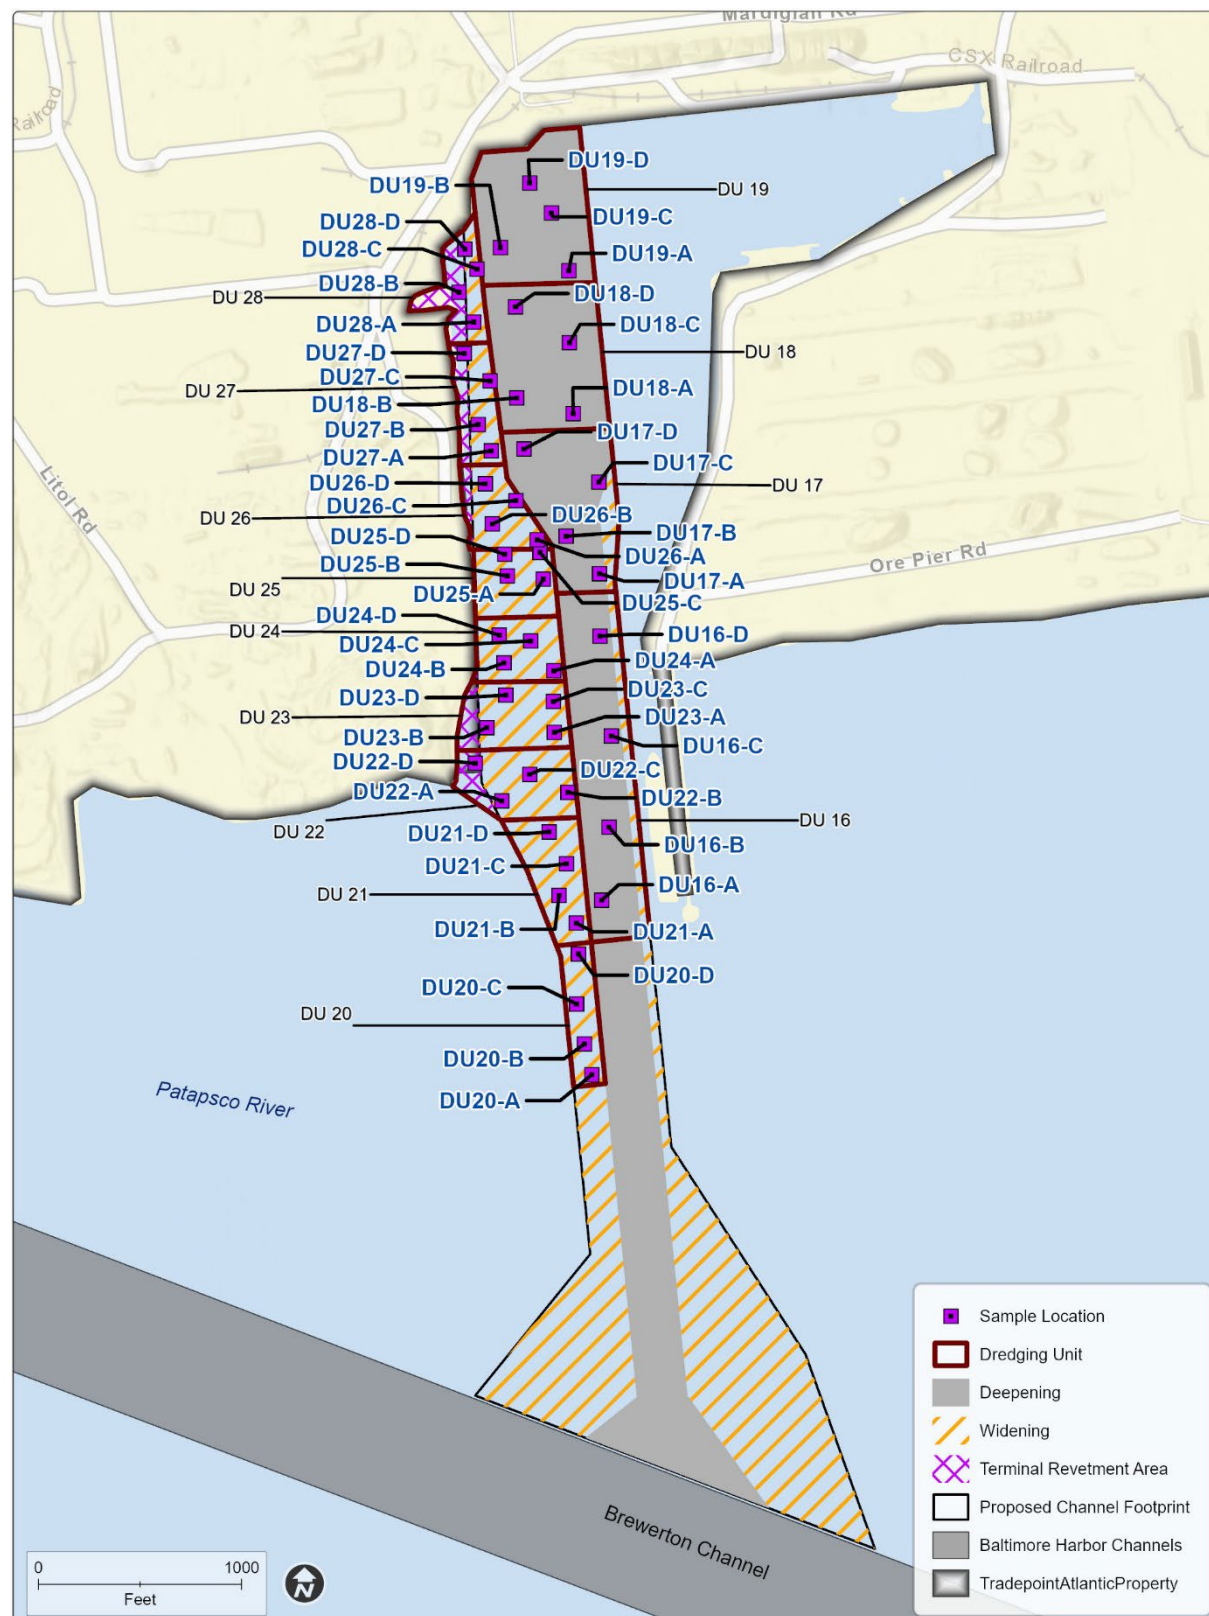 Mardigian Rd
CSX Railroad
Railroad
DU19-D
DU19-B
DU 19
DU19-C
DU28-D
DU28-C
DU19-A
DU28-B
DU 28
DU18-D
DU28-A
DU18-C
DU27-D
DU 18
DU27-C
DU 27
DU18-B
DU18-A
DU27-B
DU17-D
DU27-A
DU17-C
DU26-D
DU 17
DU26-C
Litol Rd
DU 26
DU26-B
DU17-B
DU25-D
DU26-A
Ore Pier Rd
DU25-B
DU17-A
DU 25
DU25-A
DU25-C
DU24-D
DU 24
DU16-D
DU24-C
DU24-B
DU24-A
DU23-D
DU23-C
DU 23
DU23-A
DU23-B
DU16-C
DU22-D
DU22-C
DU22-A
DU22-B
DU 16
DU 22
DU21-D
DU16-B
DU21-C
DU16-A
DU 21
DU21-B
DU21-A
DU20-D
DU20-C
DU 20
DU20-B
DU20-A
Patapsco River
Brewerton Channel
Sample Location
Dredging Unit
Deepening
Widening
Terminal Revetment Area
Proposed Channel Footprint
Baltimore Harbor Channels
TradepointAtlanticProperty
0 1000
Feet
N